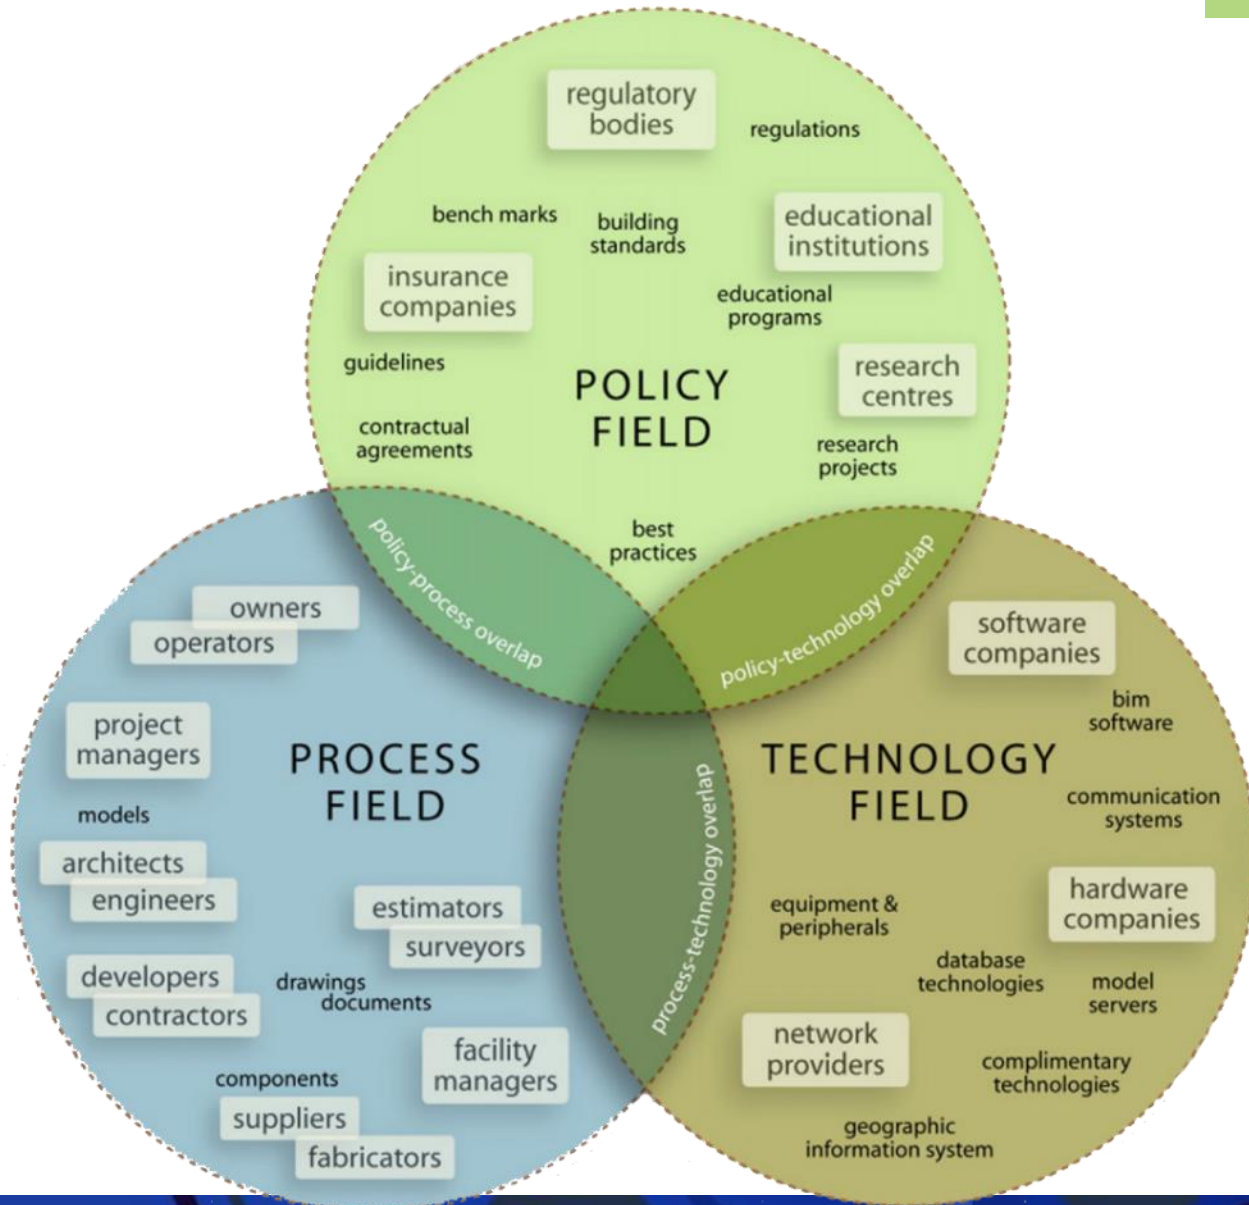 regulatory
bodies
regulations
bench marks
building
standards
educational
institutions
insurance
companies
educational
programs
guidelines
POLICY
FIELD
research
centres
contractual
agreements
research
projects
best
practices
policy-process overlap
policy-technology overlap
owners
operators
project
managers
PROCESS
FIELD
models
architects
engineers
estimators
surveyors
developers
contractors
drawings
documents
facility
managers
components
suppliers
fabricators
process-technology overlap
software
companies
bim
software
TECHNOLOGY
FIELD
communication
systems
equipment &
peripherals
hardware
companies
database
technologies
model
servers
network
providers
complimentary
technologies
geographic
information system